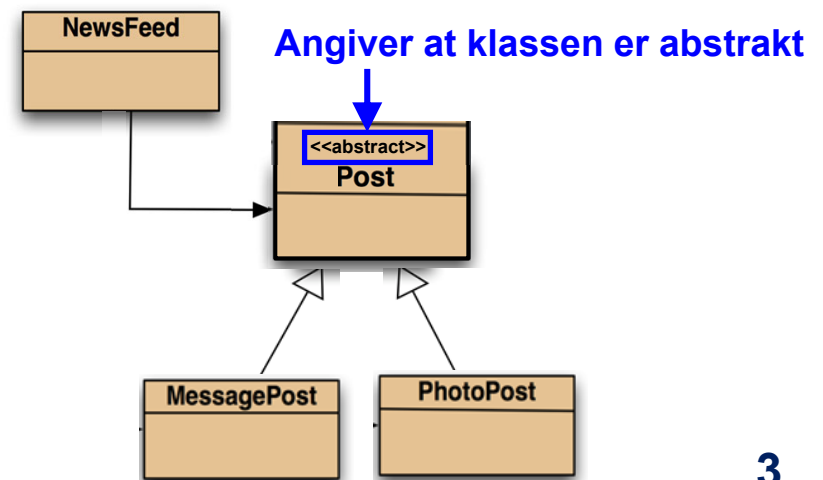 NewsFeed
Angiver at klassen er abstrakt
<<abstract>>
Post
MessagePost
PhotoPost
3